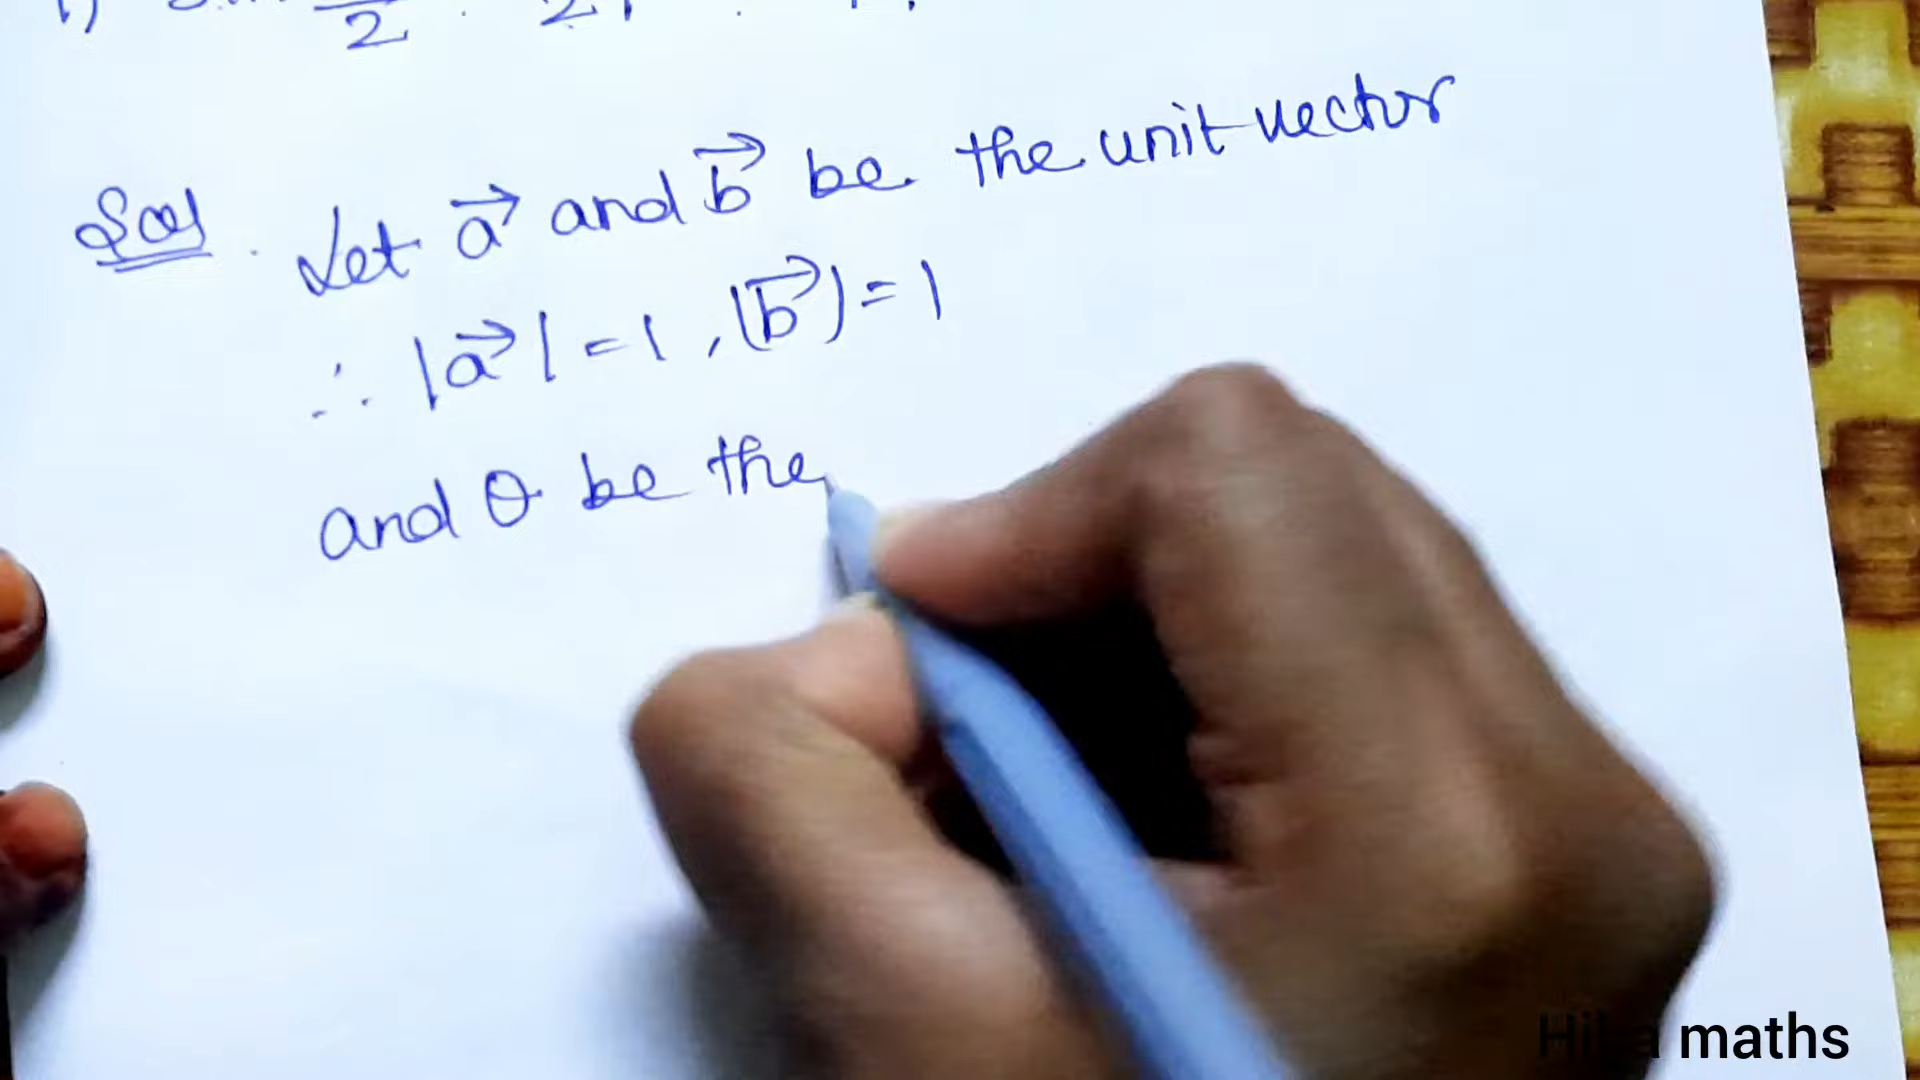 Sol. Let a⃗ and b⃗ be the unit vector
∴ |a⃗| = 1, |b⃗| = 1
and θ be the
maths